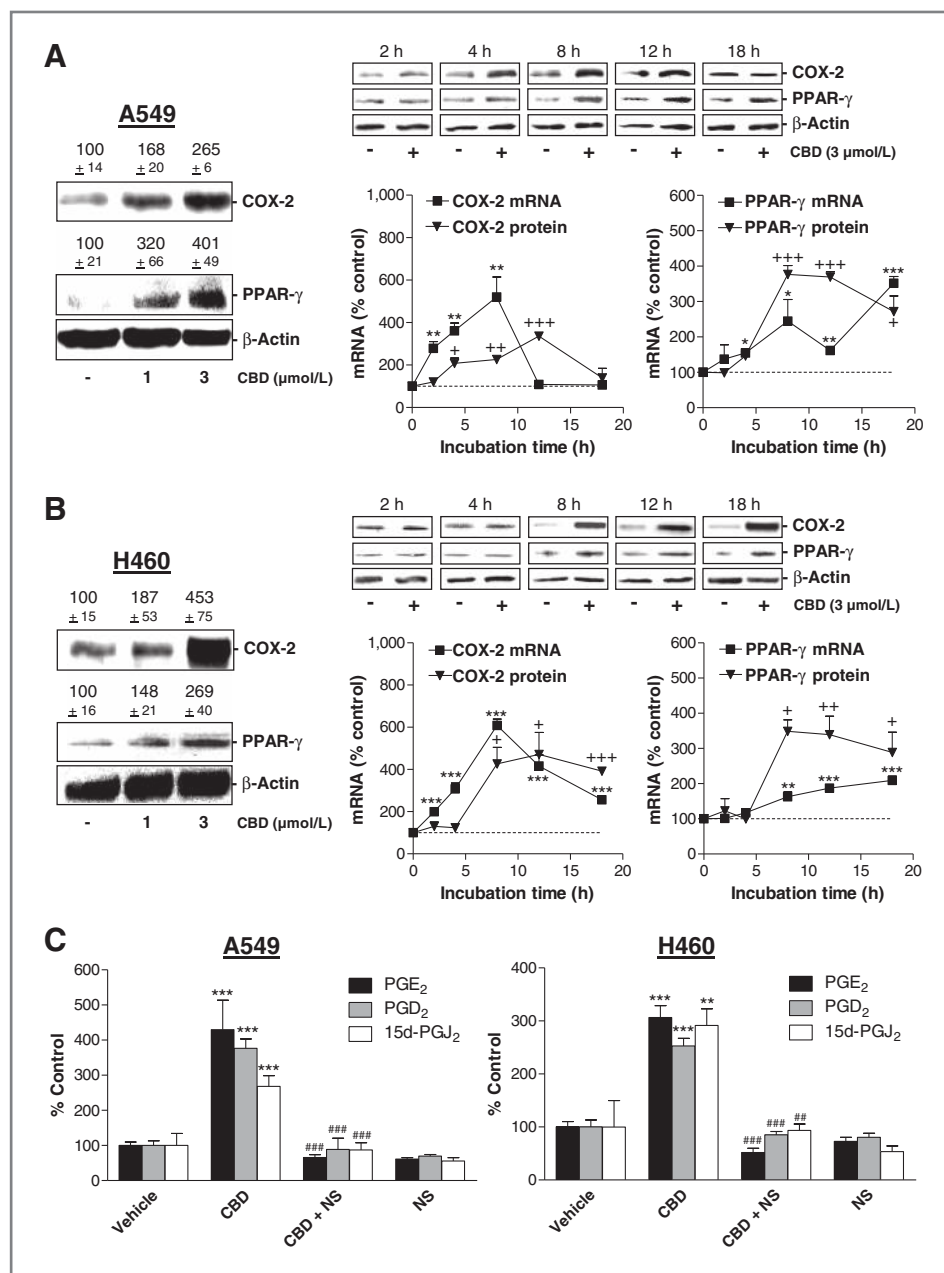 A
A549
100 168 265
± 14 ± 20 ± 6
COX-2
100 320 401
± 21 ± 66 ± 49
PPAR-γ
β-Actin
- 1 3 CBD (µmol/L)
2 h 4 h 8 h 12 h 18 h
COX-2
PPAR-γ
β-Actin
- + - + - + - + - + CBD (3 µmol/L)
mRNA (% control)
1,000
800
600
400
200
0
COX-2 mRNA
COX-2 protein
** ** ** + ++ +++
0 5 10 15 20
Incubation time (h)
mRNA (% control)
600
500
400
300
200
100
0
PPAR-γ mRNA
PPAR-γ protein
* +++ * +++ ** *** +
0 5 10 15 20
Incubation time (h)
B
H460
100 187 453
± 15 ± 53 ± 75
COX-2
100 148 269
± 16 ± 21 ± 40
PPAR-γ
β-Actin
- 1 3 CBD (µmol/L)
2 h 4 h 8 h 12 h 18 h
COX-2
PPAR-γ
β-Actin
- + - + - + - + - + CBD (3 µmol/L)
mRNA (% control)
1,000
800
600
400
200
0
COX-2 mRNA
COX-2 protein
*** *** *** + + *** +++ ***
0 5 10 15 20
Incubation time (h)
mRNA (% control)
600
500
400
300
200
100
0
PPAR-γ mRNA
PPAR-γ protein
+ ** ++ *** + ***
0 5 10 15 20
Incubation time (h)
C
A549
% Control
600
500
400
300
200
100
0
PGE₂
PGD₂
15d-PGJ₂
*** *** ***
### ### ###
Vehicle CBD CBD + NS NS
H460
% Control
400
300
200
100
0
PGE₂
PGD₂
15d-PGJ₂
*** *** **
### ### ##
Vehicle CBD CBD + NS NS